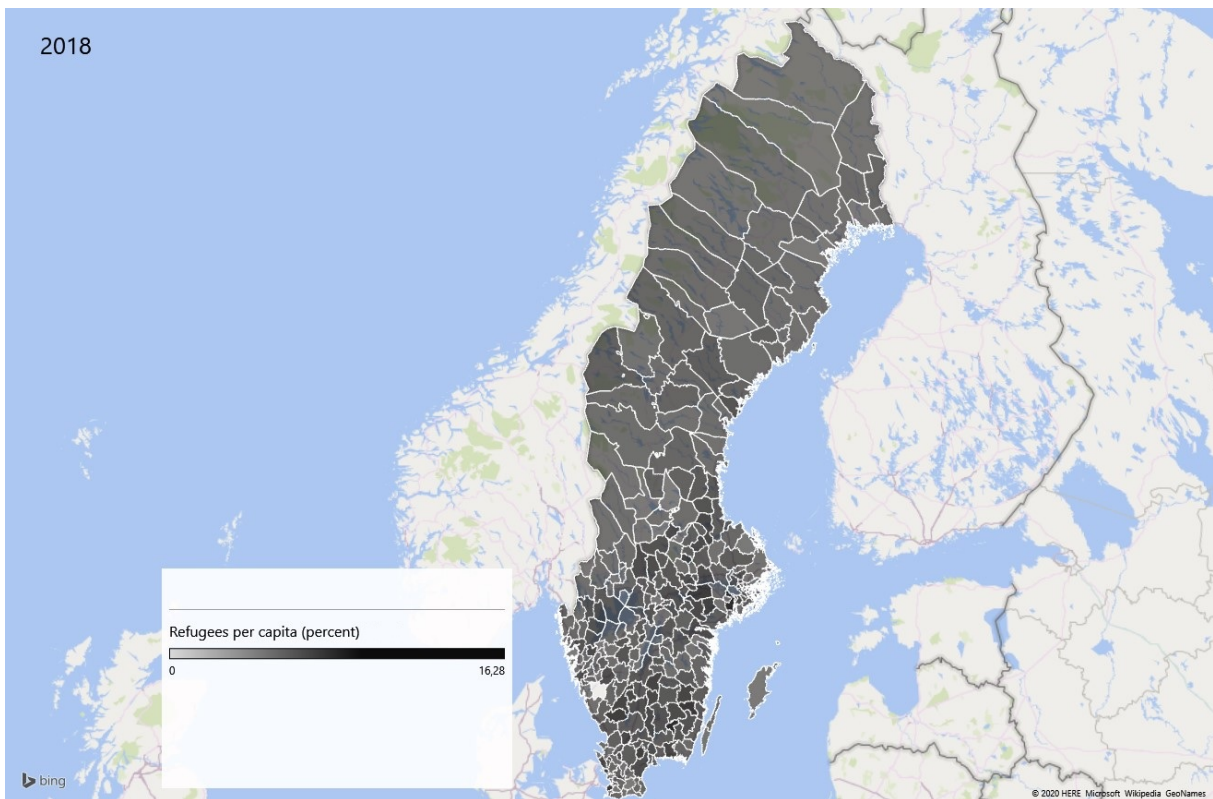 2018
Refugees per capita (percent)
0
16,28
bing
© 2020 HERE Microsoft Wikipedia GeoNames